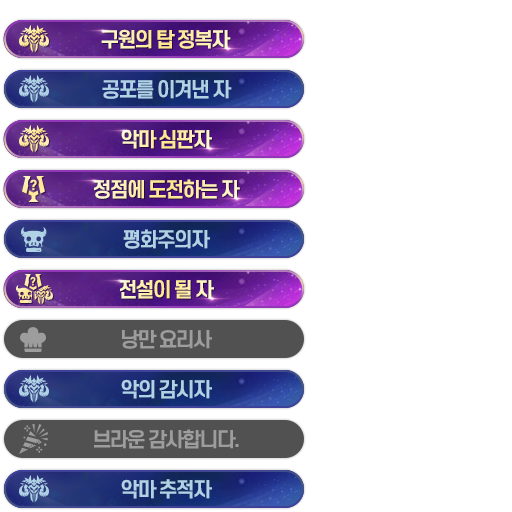 구원의 탑 정복자
공포를 이겨낸 자
악마 심판자
정점에 도전하는 자
평화주의자
전설이 될 자
낭만 요리사
악의 감시자
브라운 감사합니다.
악마 추적자